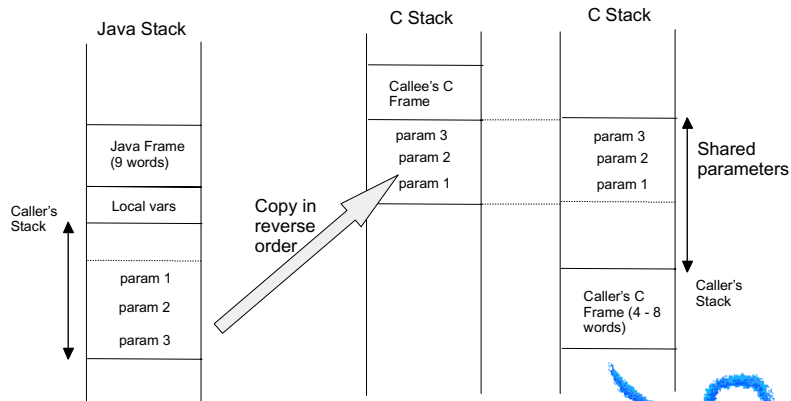 Java Stack
C Stack
C Stack
Callee's C
Frame
Java Frame
(9 words)
param 3
param 2
param 1
param 3
param 2
param 1
Shared
parameters
Local vars
Caller's
Stack
Copy in
reverse
order
param 1
param 2
param 3
Caller's
Stack
Caller's C
Frame (4 - 8
words)